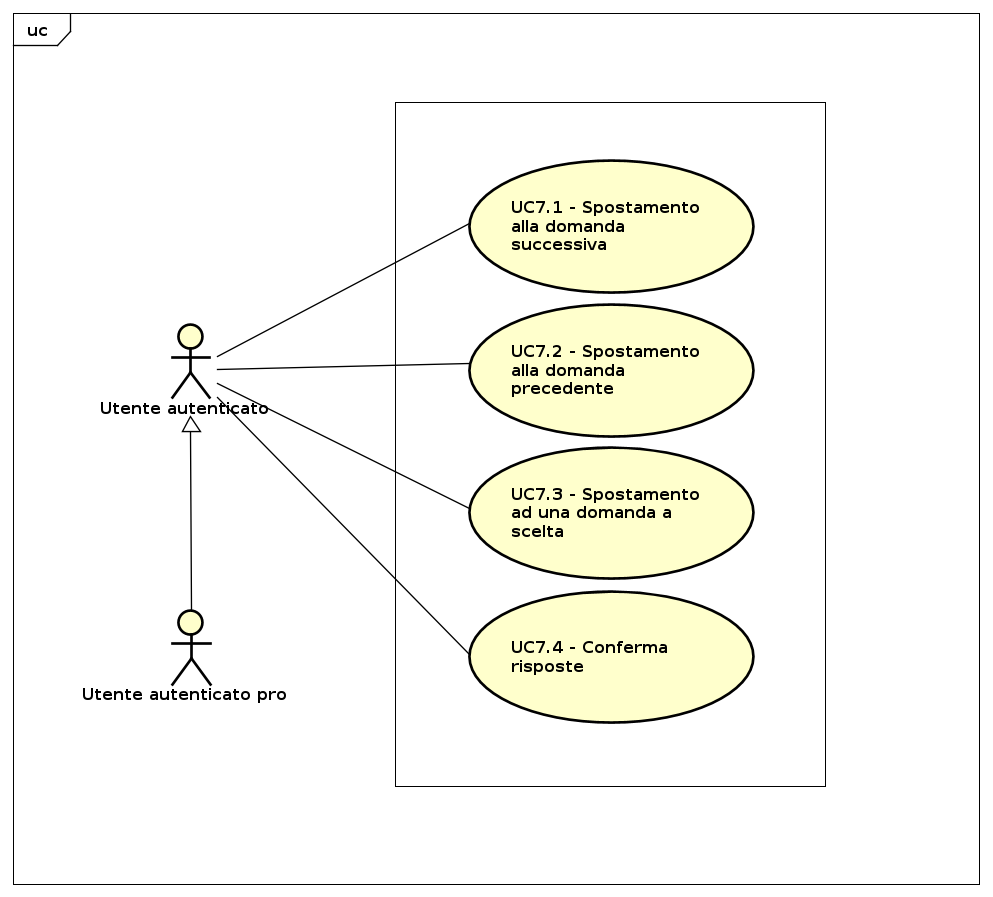 uc
UC7.1 - Spostamento
alla domanda
successiva
UC7.2 - Spostamento
alla domanda
precedente
Utente autenticato
UC7.3 - Spostamento
ad una domanda a
scelta
UC7.4 - Conferma
risposte
Utente autenticato pro